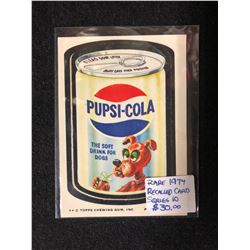 PUPSI-COLA
THE SOFT
DRINK FOR
DOGS
© TOPPS CHEWING GUM, INC.
RARE 1974
RECALLED CARD
SERIES 10
$30.00